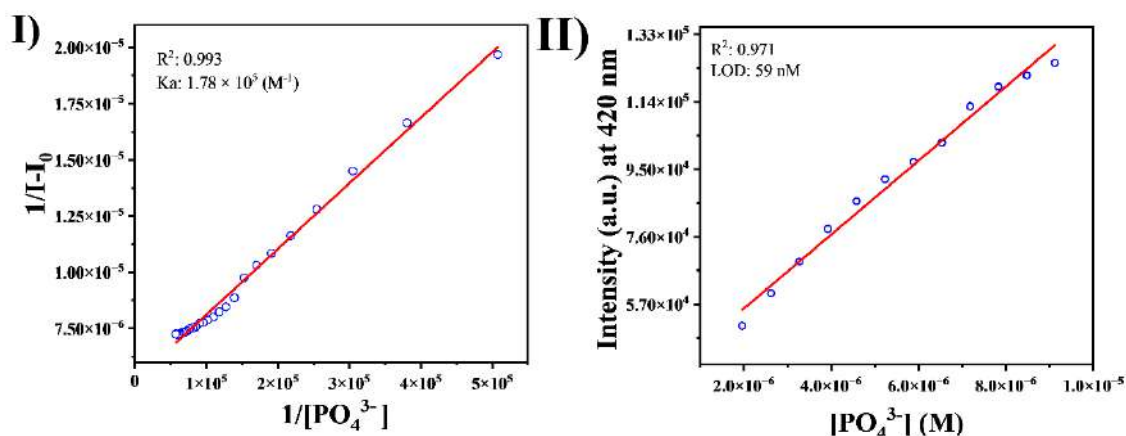 I)
R²: 0.993
Ka: 1.78 × 10⁵ (M⁻¹)
2.00×10⁻⁵
1.75×10⁻⁵
1.50×10⁻⁵
1.25×10⁻⁵
1.00×10⁻⁵
7.50×10⁻⁶
1/I-I₀
0
1×10⁵
2×10⁵
3×10⁵
4×10⁵
5×10⁵
1/[PO₄³⁻]
II)
R²: 0.971
LOD: 59 nM
1.33×10⁵
1.14×10⁵
9.50×10⁴
7.60×10⁴
5.70×10⁴
Intensity (a.u.) at 420 nm
2.0×10⁻⁶
4.0×10⁻⁶
6.0×10⁻⁶
8.0×10⁻⁶
1.0×10⁻⁵
[PO₄³⁻] (M)